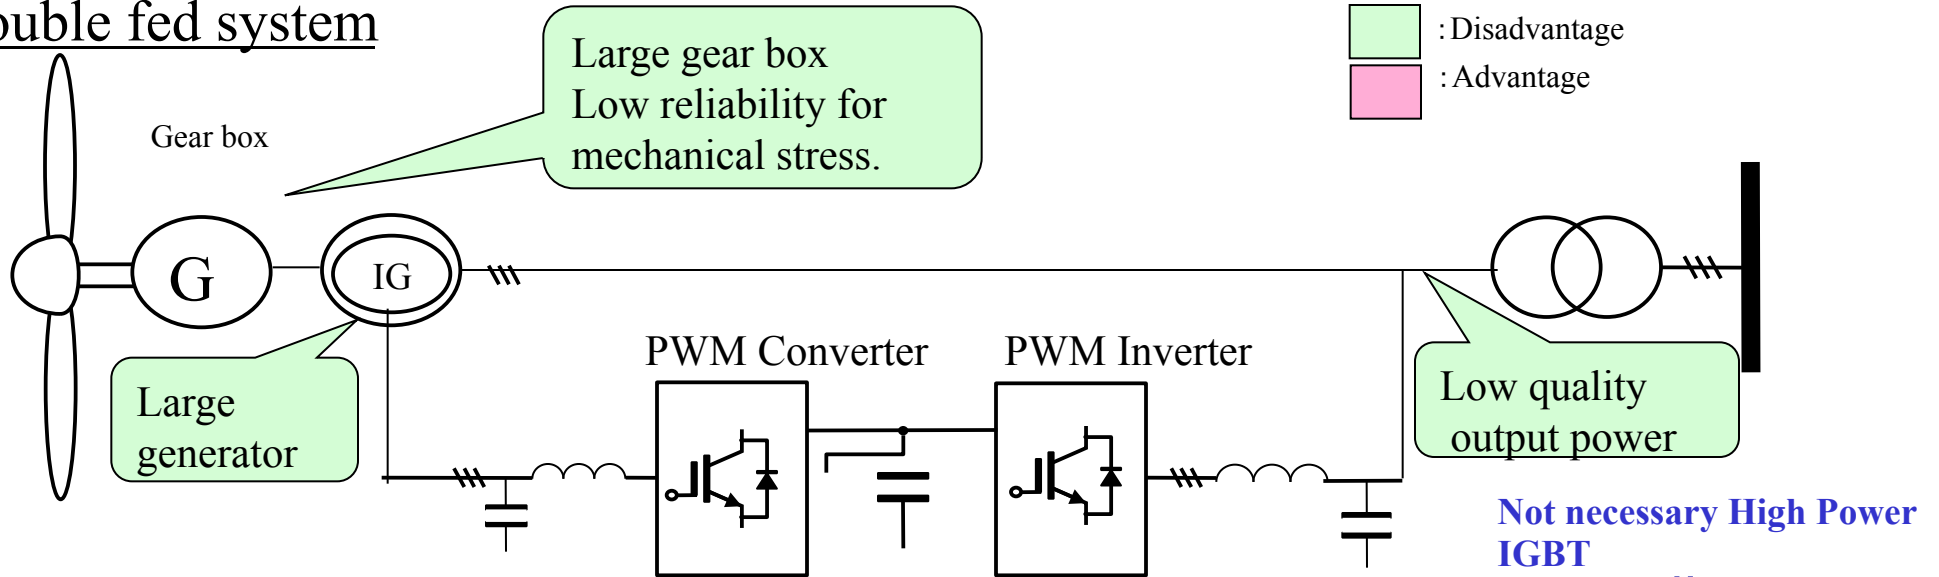 ouble fed system
: Disadvantage
: Advantage
Large gear box
Low reliability for
mechanical stress.
Gear box
G
IG
PWM Converter
PWM Inverter
Large
generator
Low quality
output power
Not necessary High Power
IGBT